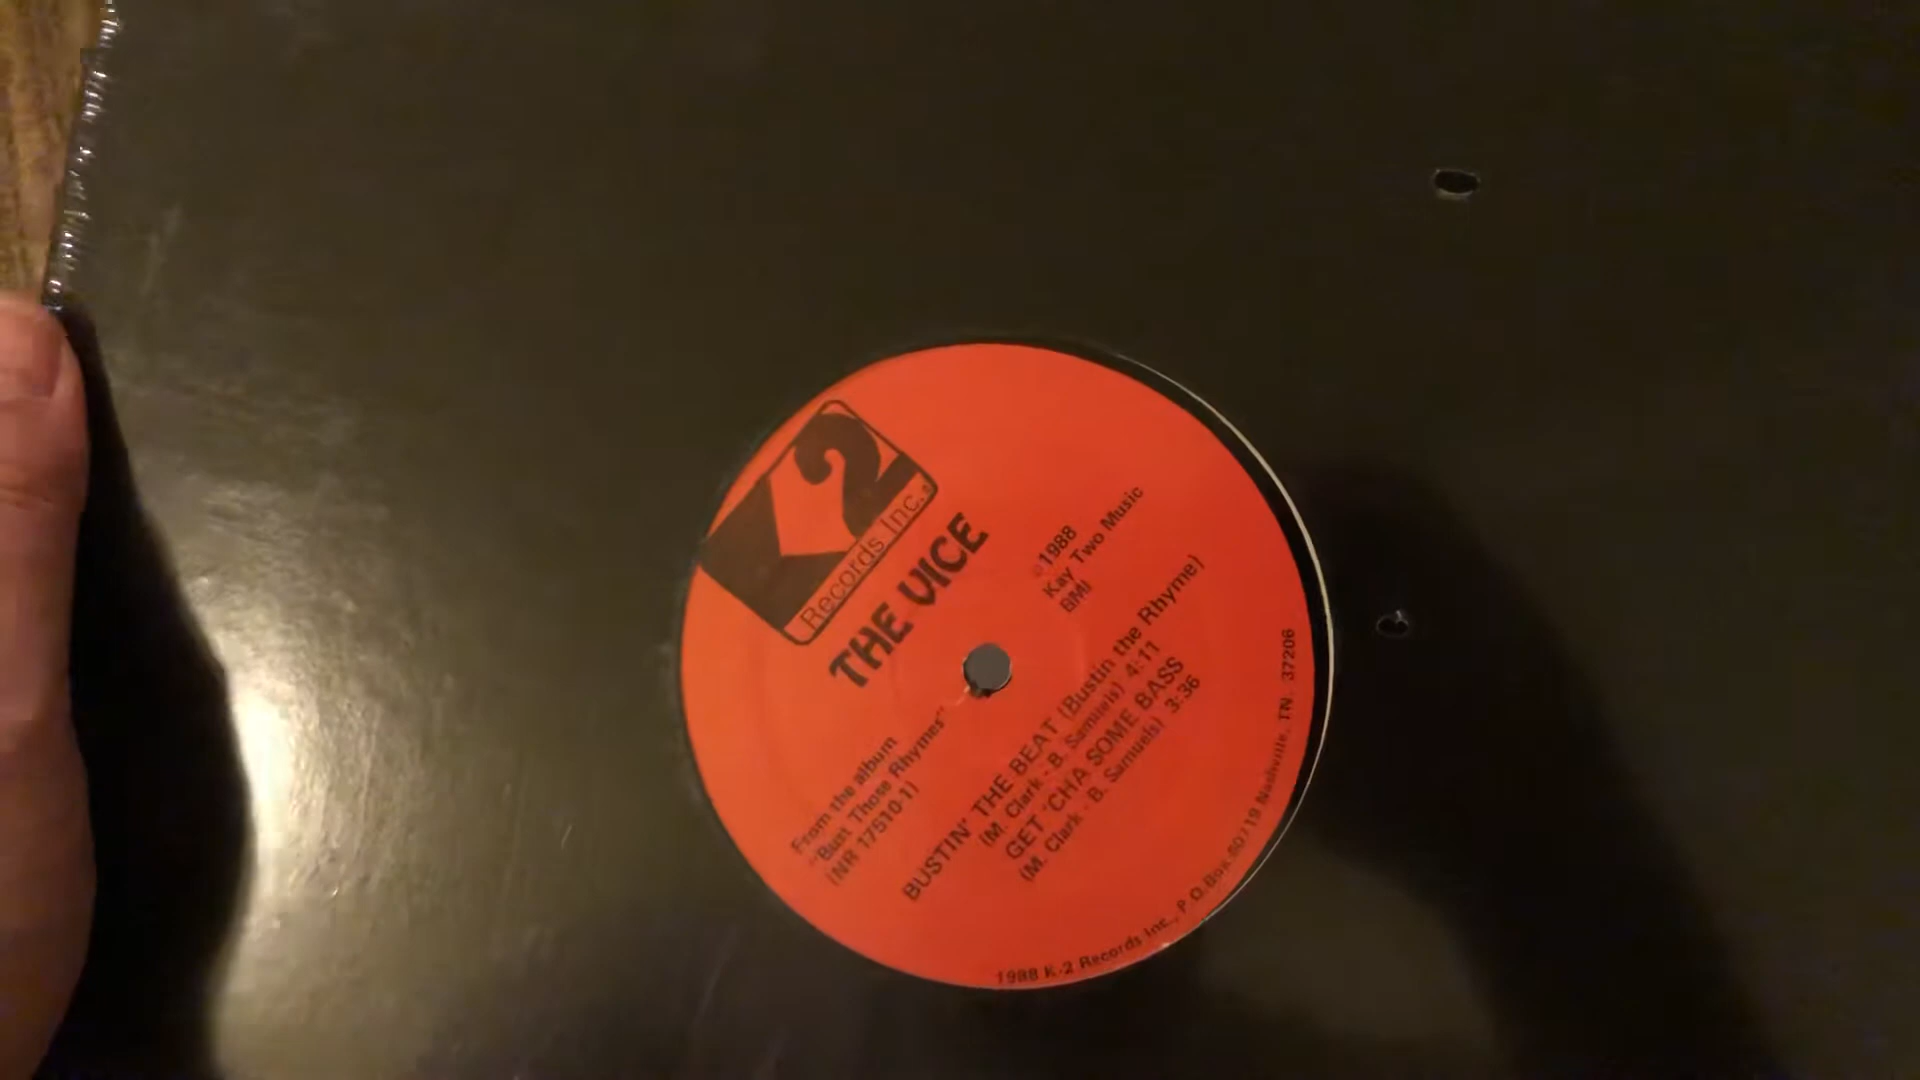 K2
Records Inc.
THE VICE
©1988
Kay Two Music
BMI
From the album
"Bust Those Rhymes"
(NR 17510-1)
BUSTIN' THE BEAT (Bustin the Rhyme)
(M. Clark - B. Samuels) 4:11
GET 'CHA SOME BASS
(M. Clark - B. Samuels) 3:36
1988 K-2 Records Inc., P.O. Box 60719 Nashville, TN. 37206